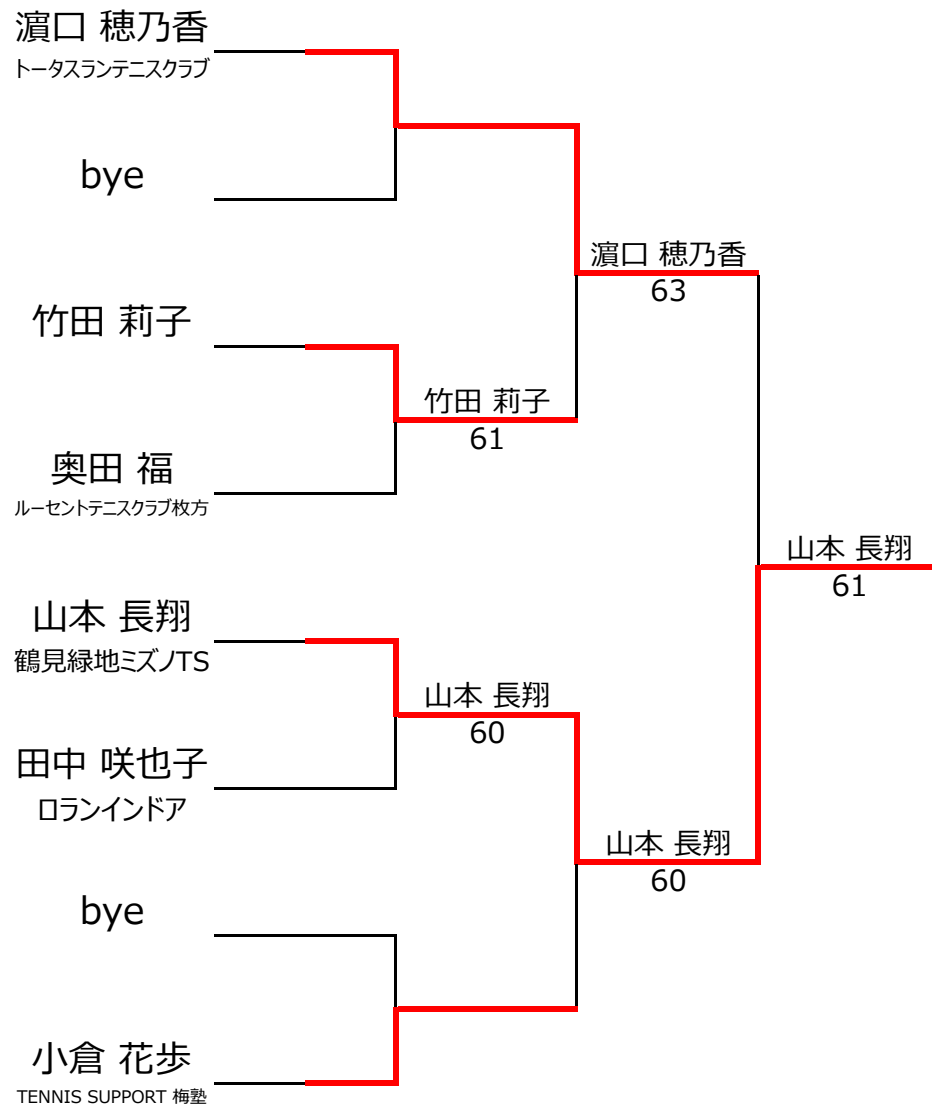 濵口 穂乃香
トータスランテニスクラブ
bye
濵口 穂乃香
63
竹田 莉子
竹田 莉子
61
奥田 福
ルーセントテニスクラブ枚方
山本 長翔
61
山本 長翔
鶴見緑地ミズノTS
山本 長翔
60
田中 咲也子
ロランインドア
山本 長翔
60
bye
小倉 花歩
TENNIS SUPPORT 梅塾